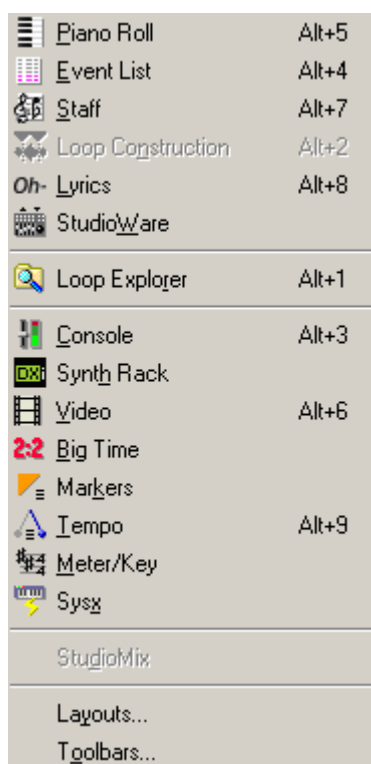 Piano Roll Alt+5
Event List Alt+4
Staff Alt+7
Loop Construction Alt+2
Oh- Lyrics Alt+8
StudioWare
Loop Explorer Alt+1
Console Alt+3
DXi Synth Rack
Video Alt+6
2:2 Big Time
Markers
Tempo Alt+9
Meter/Key
Sysx
StudioMix
Layouts...
Toolbars...